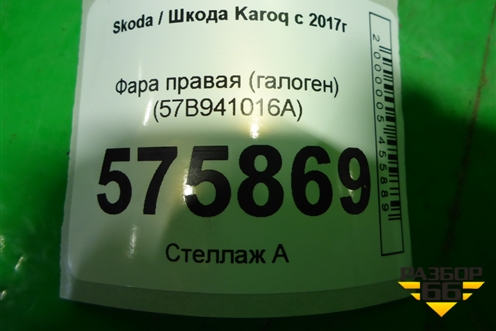 Skoda / Шкода Karoq с 2017г
Фара правая (галоген)
(57B941016A)
575869
Стеллаж А
2000005455889
РАЗБОР
66